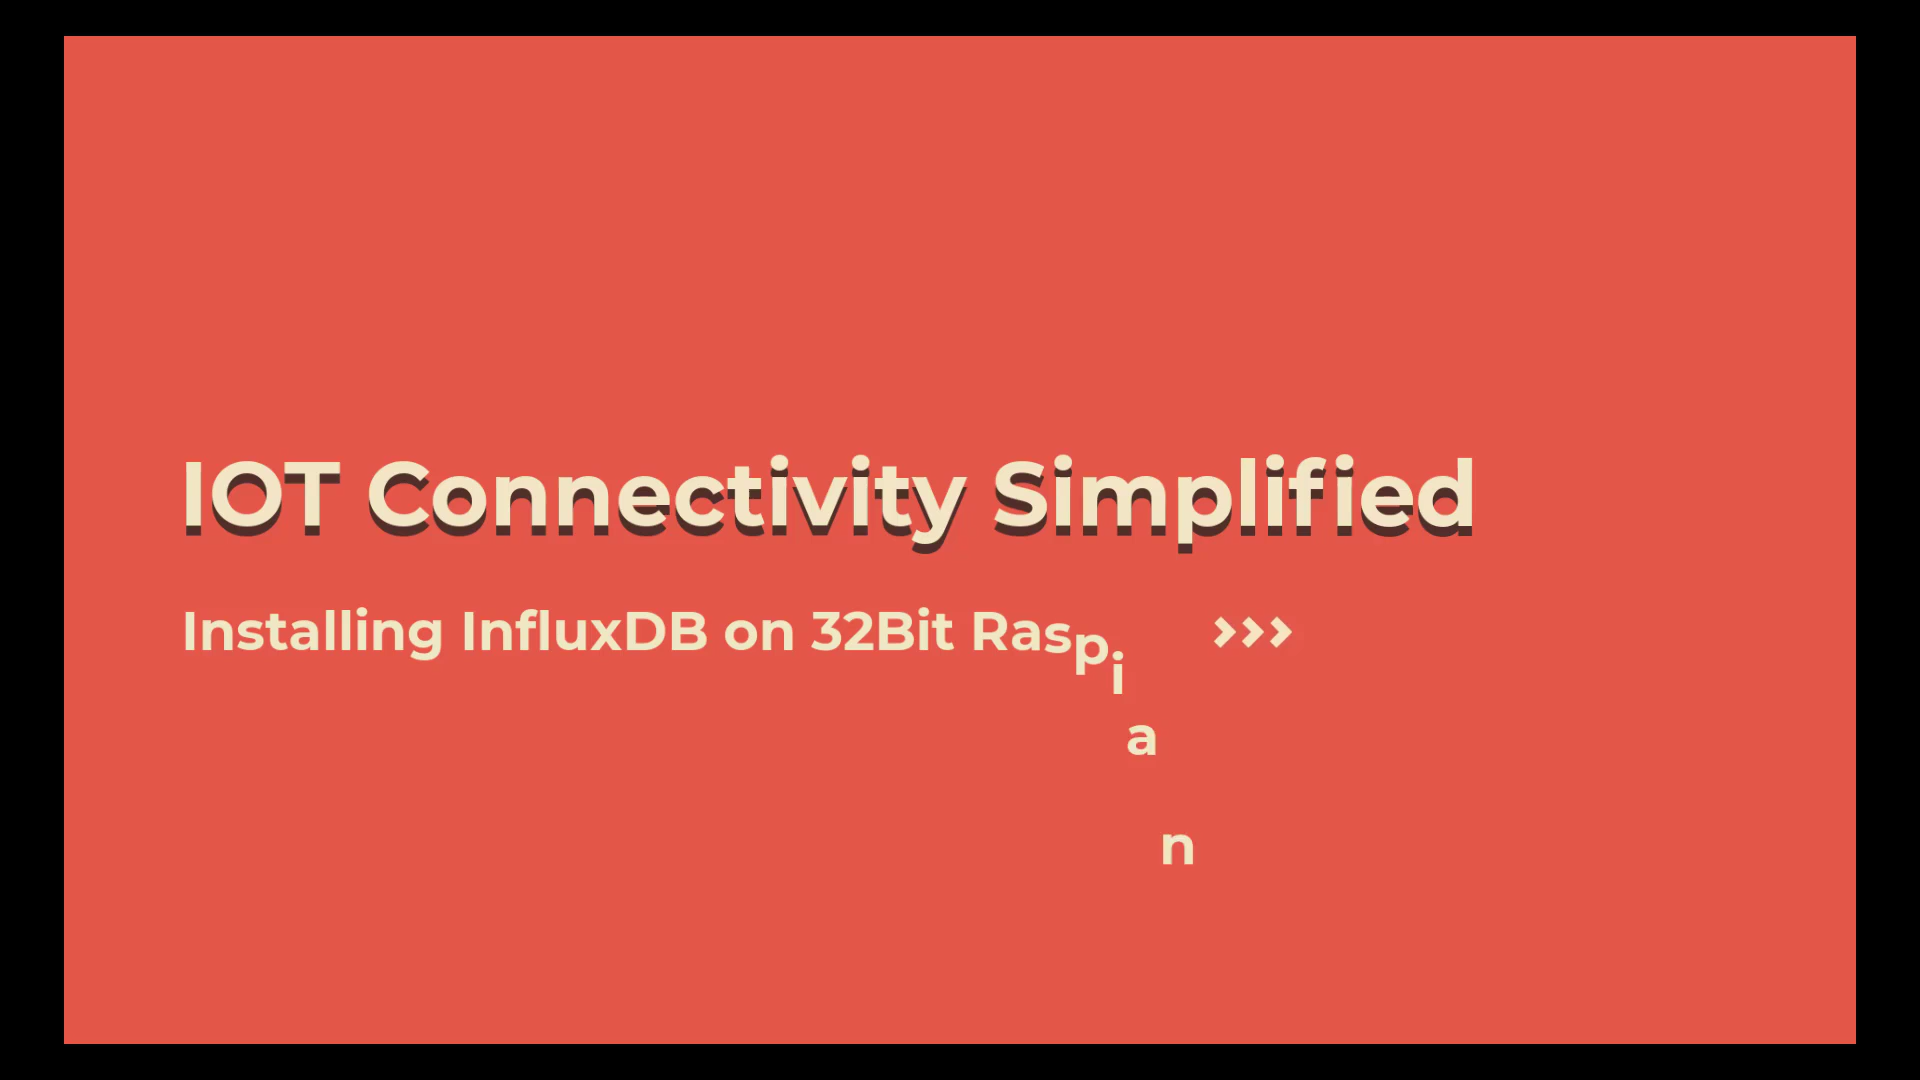 IOT Connectivity Simplified
Installing InfluxDB on 32Bit Raspian >>>